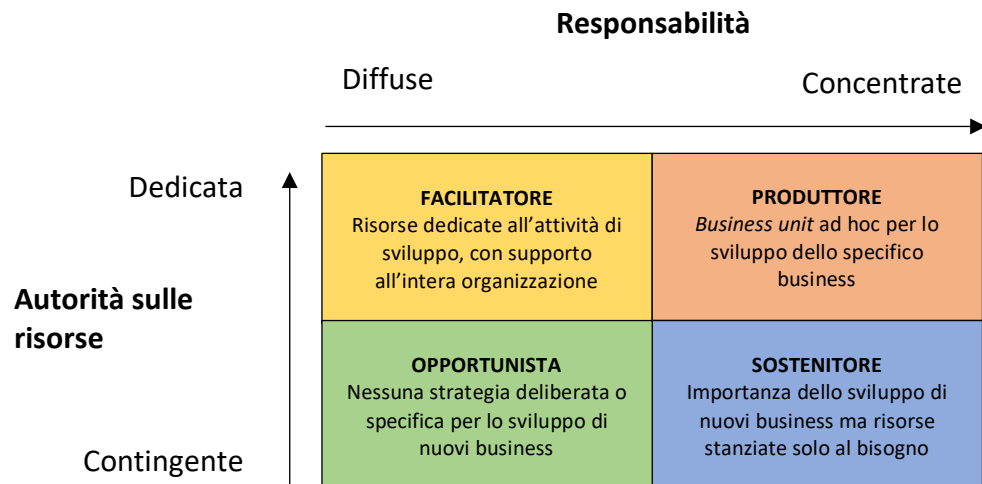 Responsabilità
Diffuse
Concentrate
Dedicata
Autorità sulle
risorse
Contingente
FACILITATORE
Risorse dedicate all’attività di
sviluppo, con supporto
all’intera organizzazione
PRODUTTORE
Business unit ad hoc per lo
sviluppo dello specifico
business
OPPORTUNISTA
Nessuna strategia deliberata o
specifica per lo sviluppo di
nuovi business
SOSTENITORE
Importanza dello sviluppo di
nuovi business ma risorse
stanziate solo al bisogno